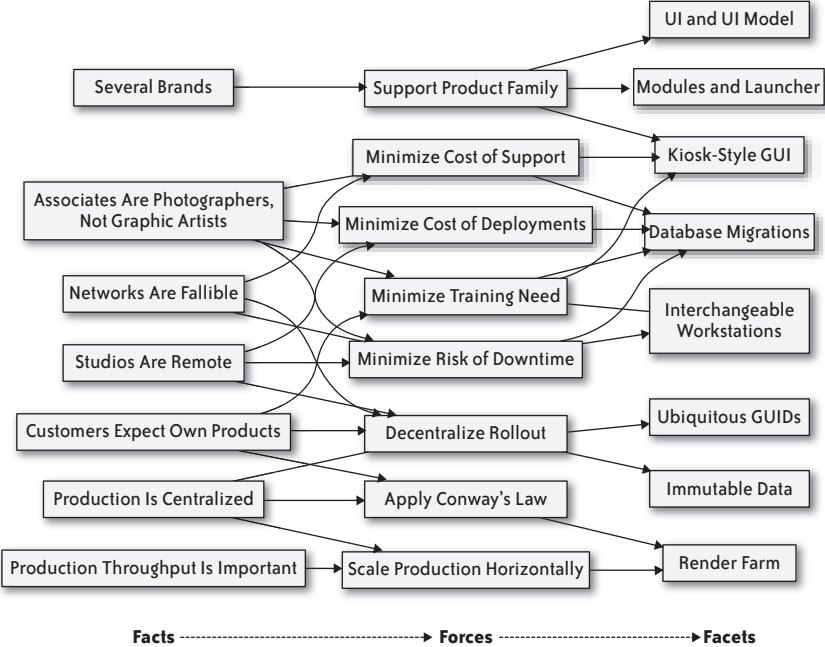 UI and UI Model
Several Brands
Support Product Family
Modules and Launcher
Minimize Cost of Support
Kiosk-Style GUI
Associates Are Photographers,
Not Graphic Artists
Minimize Cost of Deployments
Database Migrations
Networks Are Fallible
Minimize Training Need
Interchangeable
Workstations
Studios Are Remote
Minimize Risk of Downtime
Customers Expect Own Products
Decentralize Rollout
Ubiquitous GUIDs
Production Is Centralized
Apply Conway's Law
Immutable Data
Production Throughput Is Important
Scale Production Horizontally
Render Farm
Facts
Forces
Facets